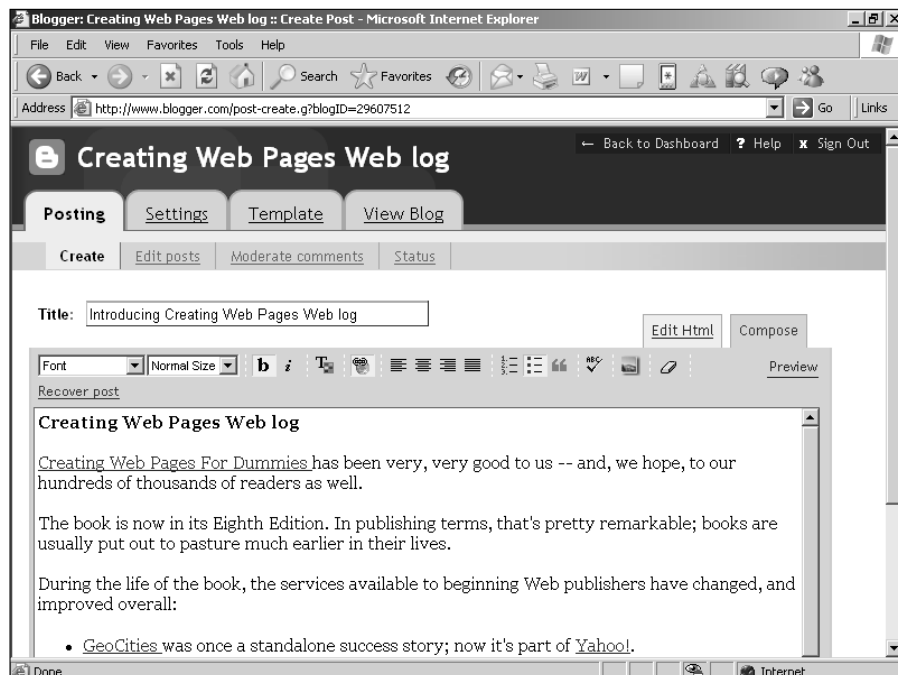 Blogger: Creating Web Pages Web log :: Create Post - Microsoft Internet Explorer
File Edit View Favorites Tools Help
Back Search Favorites
Address http://www.blogger.com/post-create.g?blogID=29607512 Go Links
Creating Web Pages Web log ← Back to Dashboard ? Help x Sign Out
Posting Settings Template View Blog
Create Edit posts Moderate comments Status
Title: Introducing Creating Web Pages Web log
Edit Html Compose
Font Normal Size b i ABC Preview
Recover post
Creating Web Pages Web log
Creating Web Pages For Dummies has been very, very good to us -- and, we hope, to our
hundreds of thousands of readers as well.
The book is now in its Eighth Edition. In publishing terms, that's pretty remarkable; books are
usually put out to pasture much earlier in their lives.
During the life of the book, the services available to beginning Web publishers have changed, and
improved overall:
• GeoCities was once a standalone success story; now it's part of Yahoo!.
Done Internet